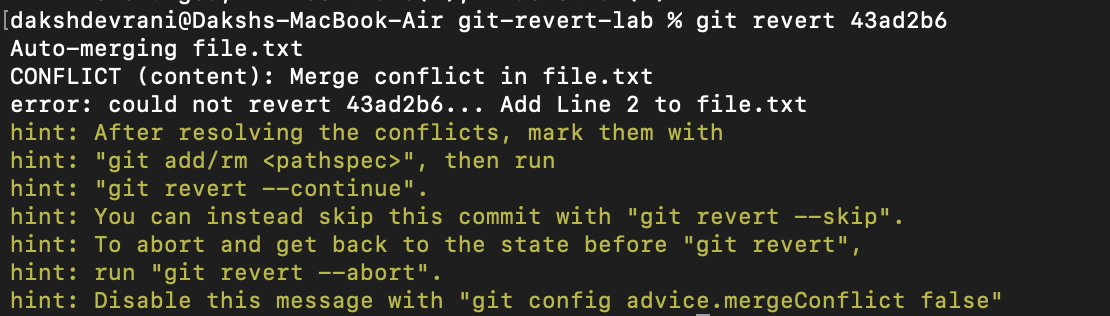 [dakshdevrani@Dakshs-MacBook-Air git-revert-lab % git revert 43ad2b6
Auto-merging file.txt
CONFLICT (content): Merge conflict in file.txt
error: could not revert 43ad2b6... Add Line 2 to file.txt
hint: After resolving the conflicts, mark them with
hint: "git add/rm <pathspec>", then run
hint: "git revert --continue".
hint: You can instead skip this commit with "git revert --skip".
hint: To abort and get back to the state before "git revert",
hint: run "git revert --abort".
hint: Disable this message with "git config advice.mergeConflict false"